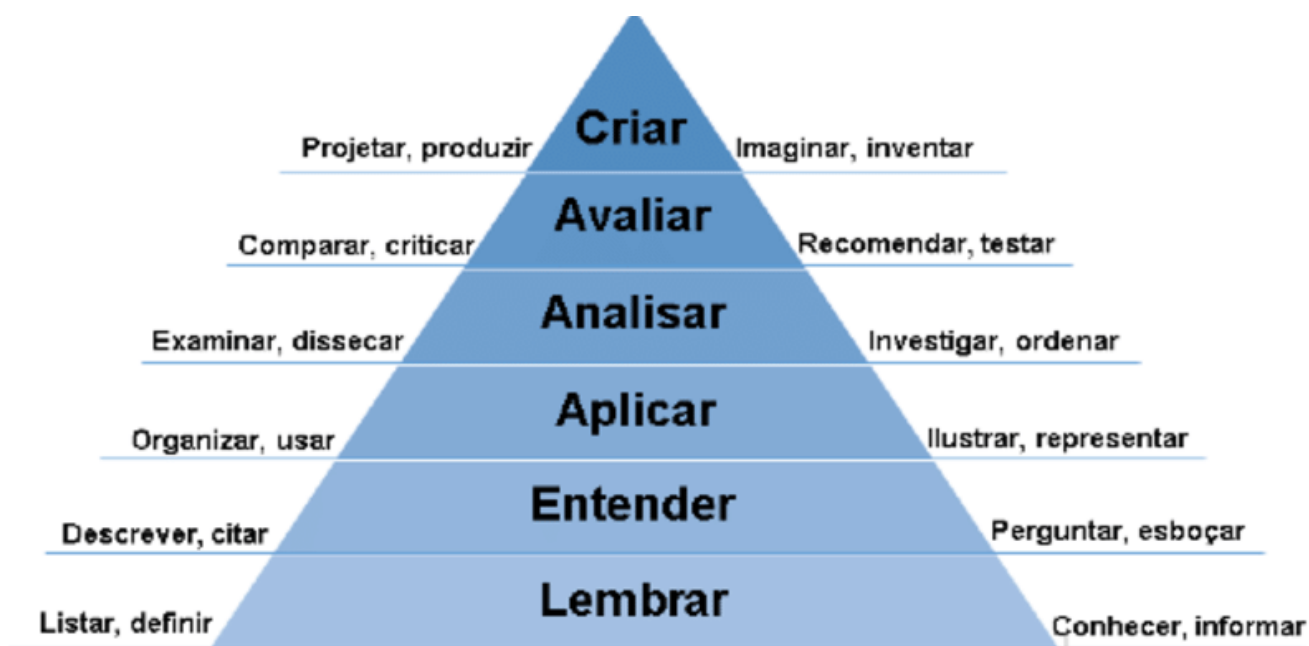 Criar
Projetar, produzir
Imaginar, inventar
Avaliar
Comparar, criticar
Recomendar, testar
Analisar
Examinar, dissecar
Investigar, ordenar
Aplicar
Organizar, usar
Ilustrar, representar
Entender
Descrever, citar
Perguntar, esboçar
Lembrar
Listar, definir
Conhecer, informar